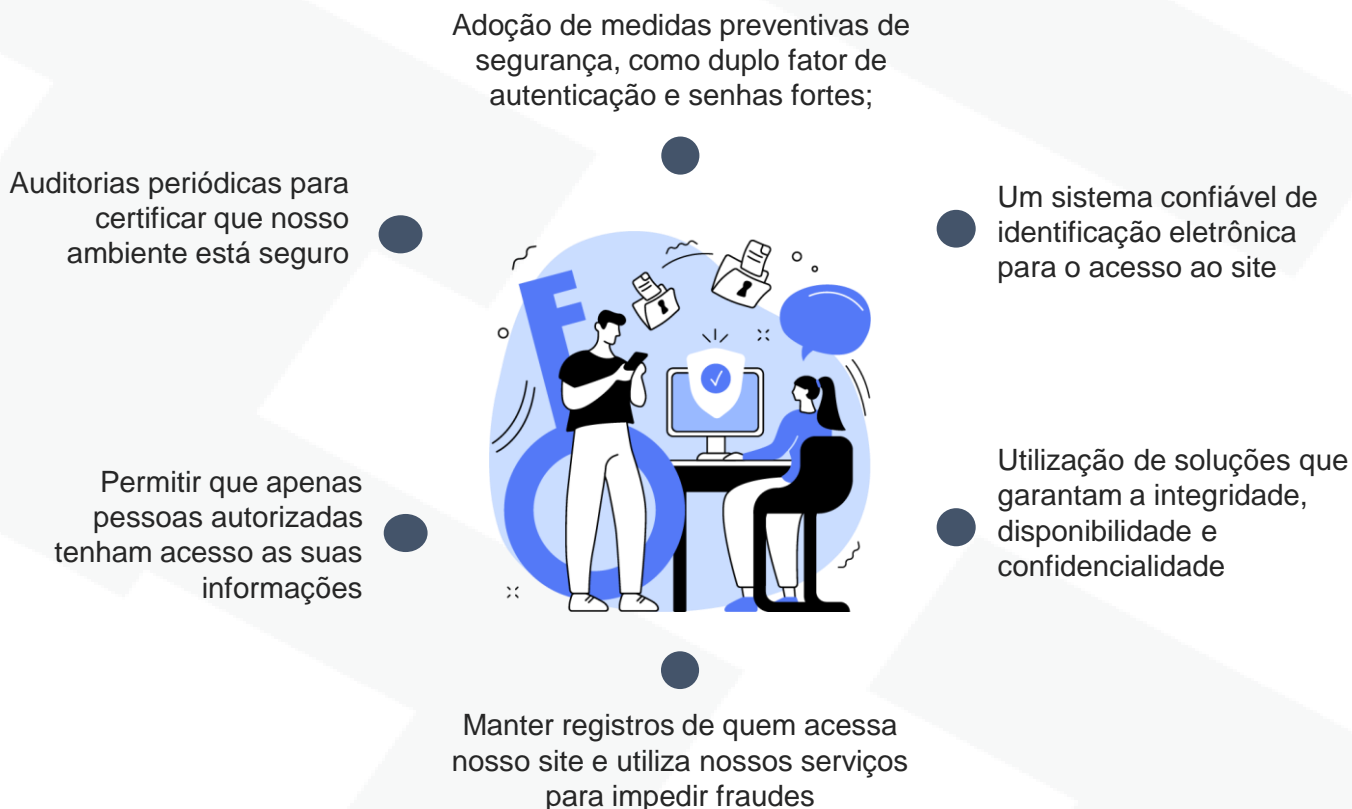 Adoção de medidas preventivas de
segurança, como duplo fator de
autenticação e senhas fortes;
Auditorias periódicas para
certificar que nosso
ambiente está seguro
Um sistema confiável de
identificação eletrônica
para o acesso ao site
Permitir que apenas
pessoas autorizadas
tenham acesso as suas
informações
Utilização de soluções que
garantam a integridade,
disponibilidade e
confidencialidade
Manter registros de quem acessa
nosso site e utiliza nossos serviços
para impedir fraudes